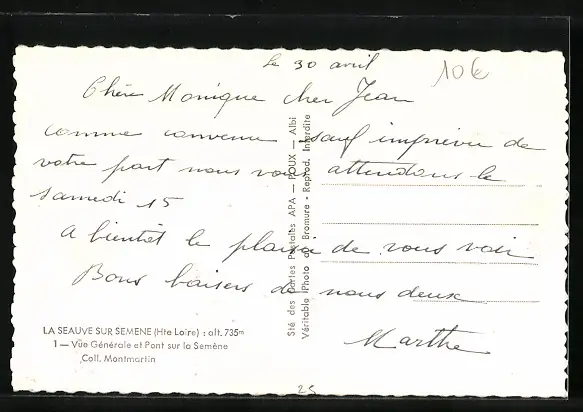 Le 30 avril
10€
Chère Monique cher Jean
comme convenu sauf imprévu de
votre part nous vous attendons le
samedi 15
A bientôt le plaisir de vous voir
Bons baisers de nous deux
Marthe
Sté des Cartes Postales APA — POUX — Albi
Véritable Photo au Bromure - Reprod. Interdite
LA SEAUVE SUR SEMENE (Hte Loire) : alt. 735m
1 — Vue Générale et Pont sur la Semène
Coll. Montmartin
25